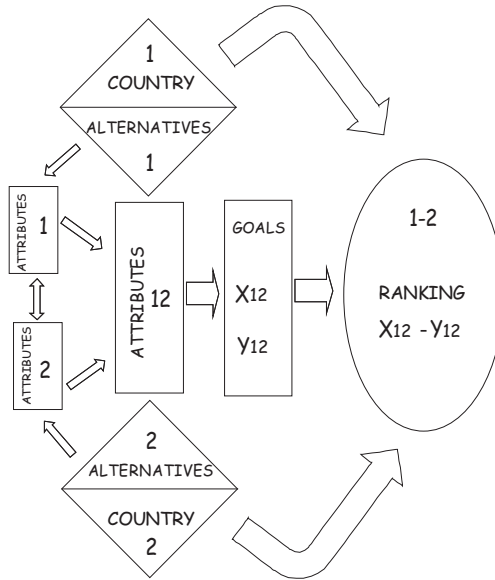 1
COUNTRY
ALTERNATIVES
1
ATTRIBUTES
1
ATTRIBUTES
2
ATTRIBUTES
12
GOALS
X12
Y12
1-2
RANKING
X12 - Y12
2
ALTERNATIVES
COUNTRY
2